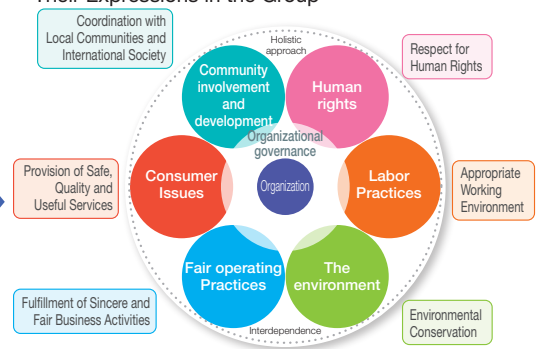 Their Expressions in the Group
Coordination with
Local Communities and
International Society
Holistic
approach
Respect for
Human Rights
Community
involvement
and
development
Human
rights
Organizational
governance
Provision of Safe,
Quality and
Useful Services
Consumer
Issues
Organization
Labor
Practices
Appropriate
Working
Environment
Fair operating
Practices
The
environment
Fulfillment of Sincere and
Fair Business Activities
Interdependence
Environmental
Conservation